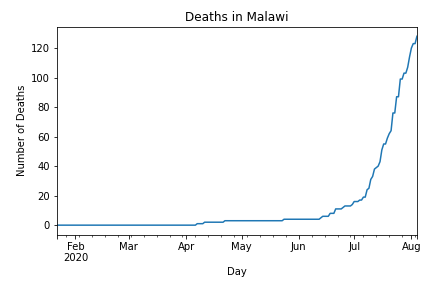 Deaths in Malawi
Number of Deaths
120
100
80
60
40
20
0
Feb
2020
Mar
Apr
May
Jun
Jul
Aug
Day